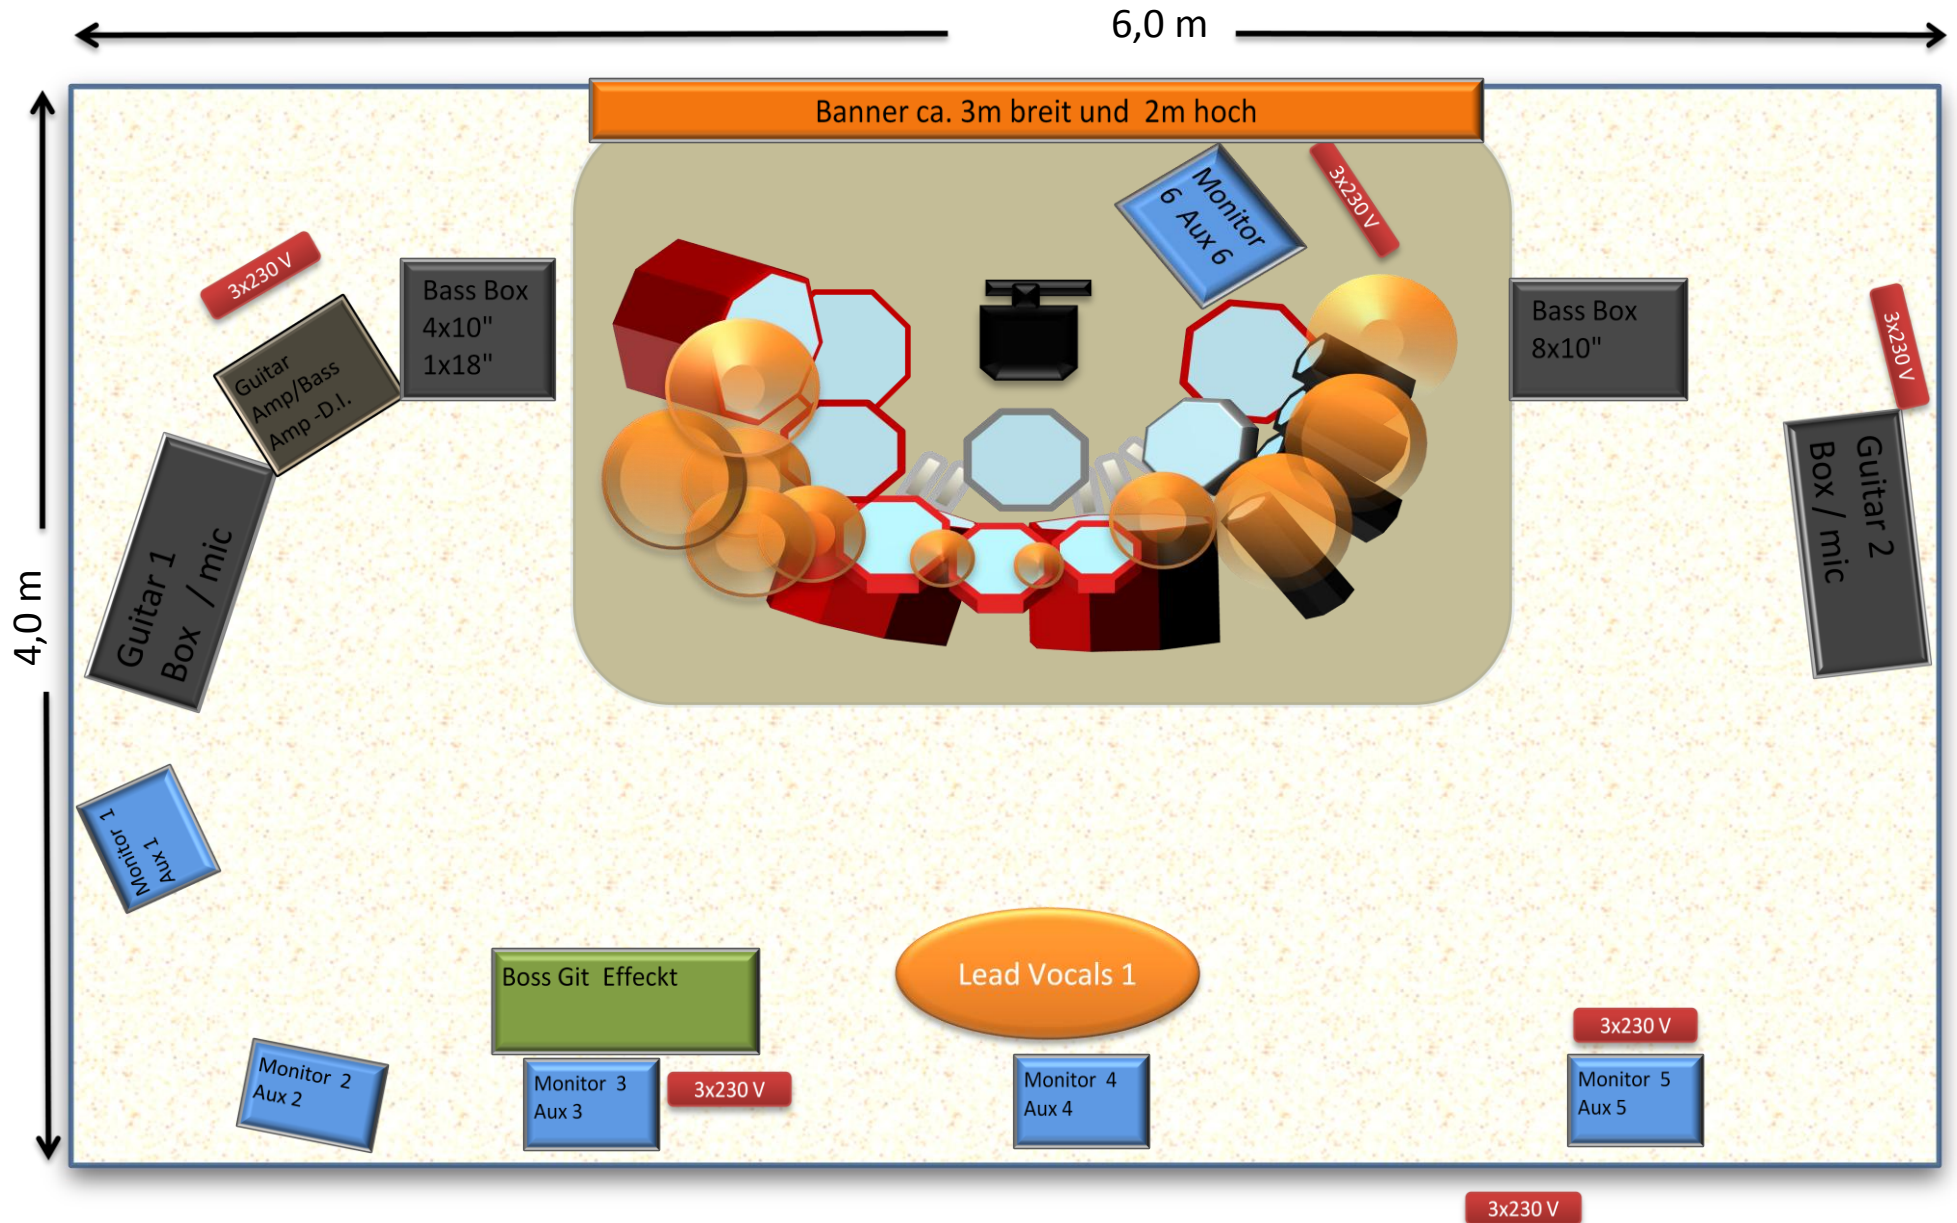 6,0 m
Banner ca. 3m breit und  2m hoch
Monitor
6  Aux 6
3x230 V
3x230 V
Bass Box
4x10"
1x18"
Bass Box
8x10"
3x230 V
Guitar
Amp/Bass
Amp -D.I.
Guitar 1
Box  / mic
Guitar 2
Box / mic
4,0 m
Monitor 1
Aux 1
Boss Git  Effeckt
Lead Vocals 1
3x230 V
Monitor  2
Aux 2
Monitor  3
Aux 3
3x230 V
Monitor  4
Aux 4
Monitor  5
Aux 5
3x230 V